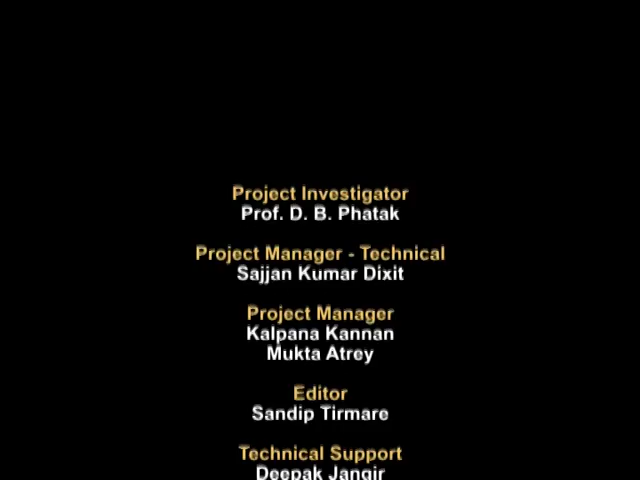 Project Investigator
Prof. D. B. Phatak
Project Manager - Technical
Sajjan Kumar Dixit
Project Manager
Kalpana Kannan
Mukta Atrey
Editor
Sandip Tirmare
Technical Support
Deepak Jangir